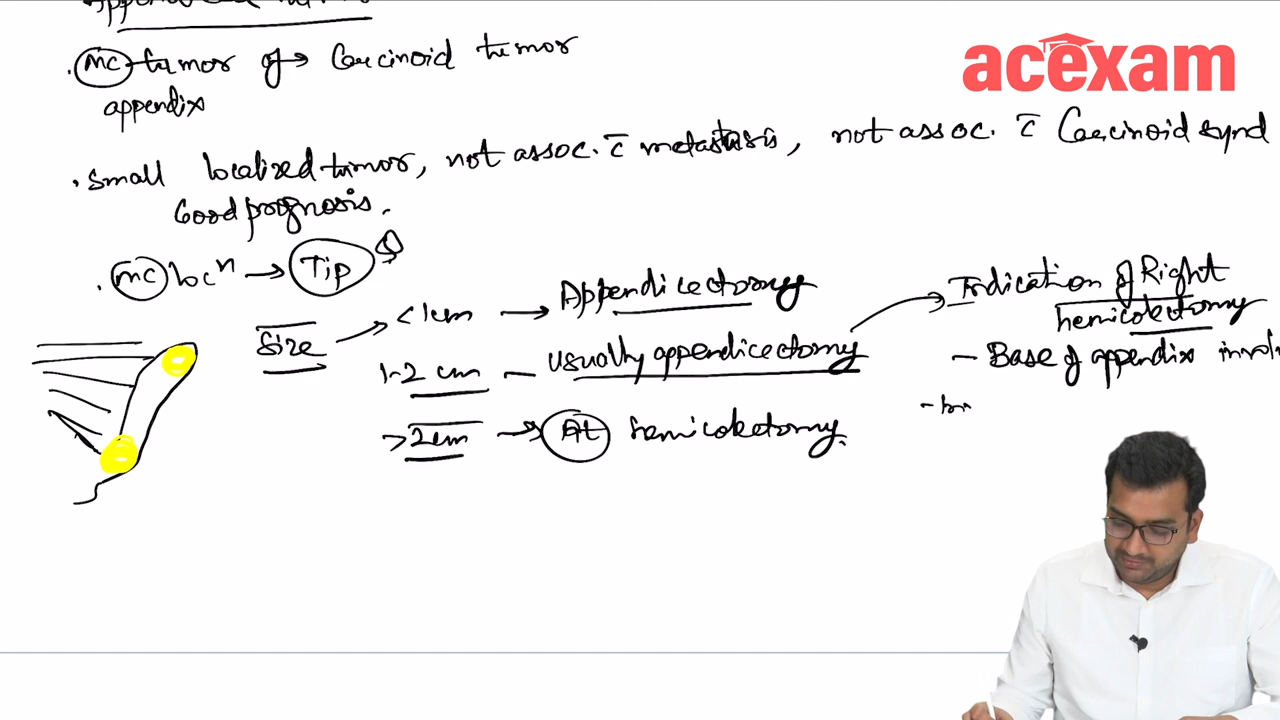 acexam
. MC tumor of → Carcinoid tumor
appendix
. Small localized tumor, not assoc. c̄ metastasis, not assoc. c̄ Carcinoid synd
Good prognosis.
. MC locⁿ → Tip
Size → <1cm → Appendicectomy
1-2 cm — usually appendicectomy → Indication of Right hemicolectomy
- Base of appendix invol
>2cm → Rt hemicolectomy.